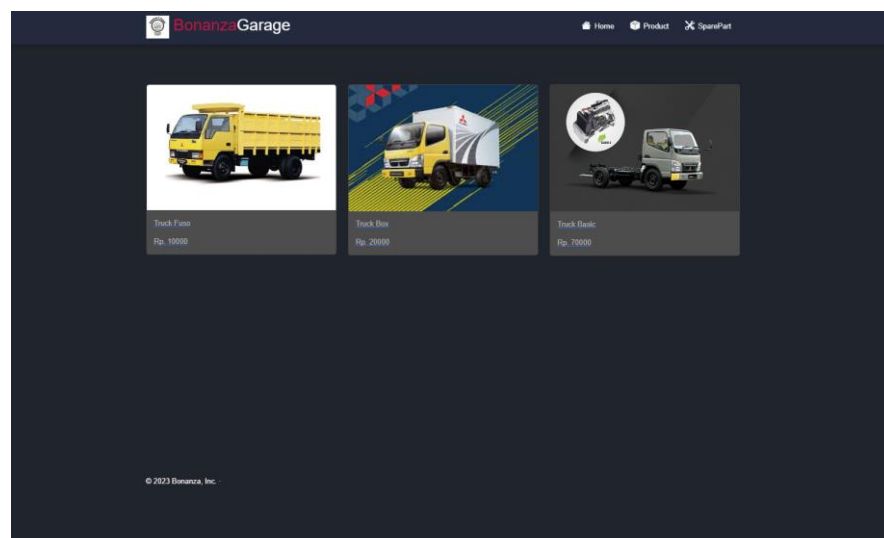 BonanzaGarage
Home
Product
SparePart
Truck Fuso
Rp. 10000
Truck Box
Rp. 20000
Truck Basic
Rp. 70000
© 2023 Bonanza, Inc. ·